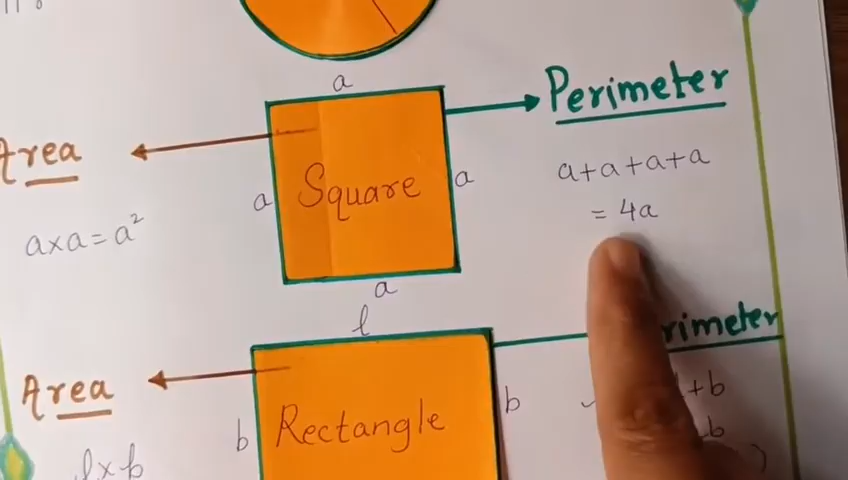 a
Perimeter
Area
a
Square
a
a+a+a+a
= 4a
a×a=a²
a
l
rimeter
Area
b
Rectangle
b
+b
b
l×b
)